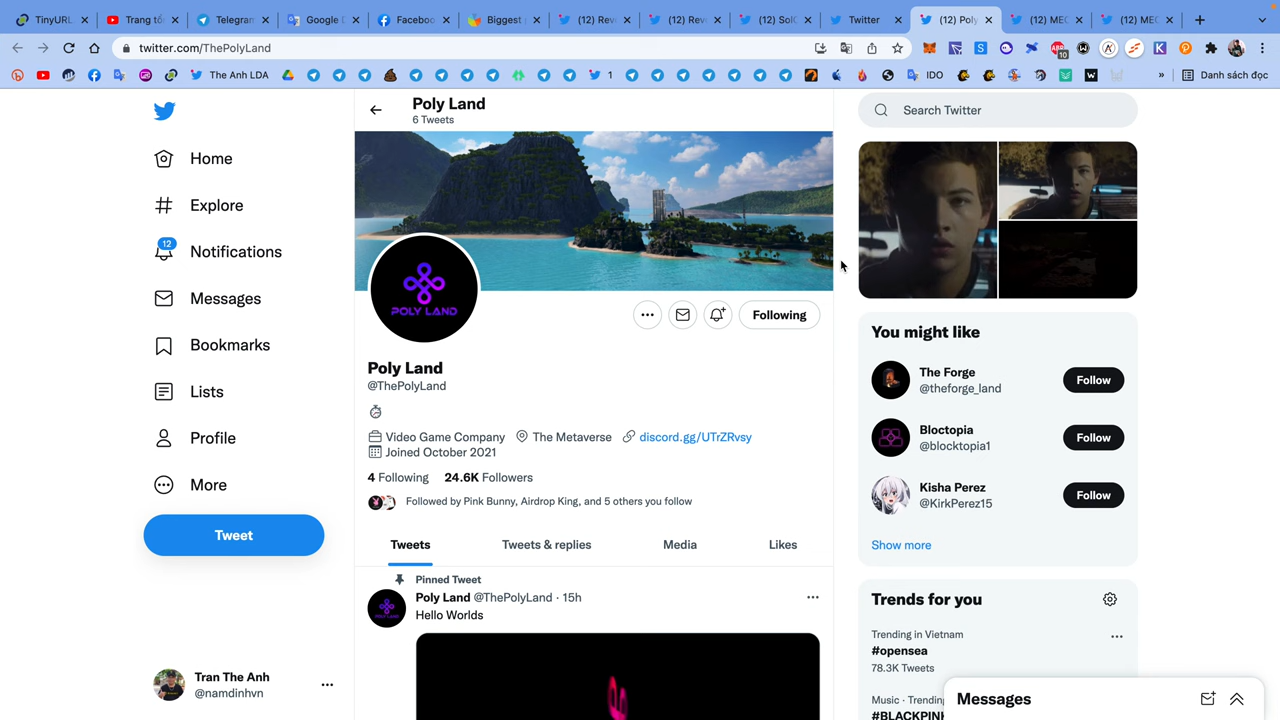 TinyURL
Trang tổ
Telegram
Google D
Faceboo
Biggest s
(12) Rev
(12) Rev
(12) SolC
Twitter
(12) Poly
(12) MEC
(12) MEC
twitter.com/ThePolyLand
10
The Anh LDA
1
IDO
»
Danh sách đọc
Home
Explore
12
Notifications
Messages
Bookmarks
Lists
Profile
More
Tweet
Tran The Anh
@namdinhvn
Poly Land
6 Tweets
POLY LAND
Following
Poly Land
@ThePolyLand
Video Game Company
The Metaverse
discord.gg/UTrZRvsy
Joined October 2021
4 Following
24.6K Followers
Followed by Pink Bunny, Airdrop King, and 5 others you follow
Tweets
Tweets & replies
Media
Likes
Pinned Tweet
Poly Land @ThePolyLand · 15h
Hello Worlds
Search Twitter
You might like
The Forge
@theforge_land
Follow
Bloctopia
@blocktopia1
Follow
Kisha Perez
@KirkPerez15
Follow
Show more
Trends for you
Trending in Vietnam
#opensea
78.3K Tweets
Music · Trending
#BLACKPINK
Messages